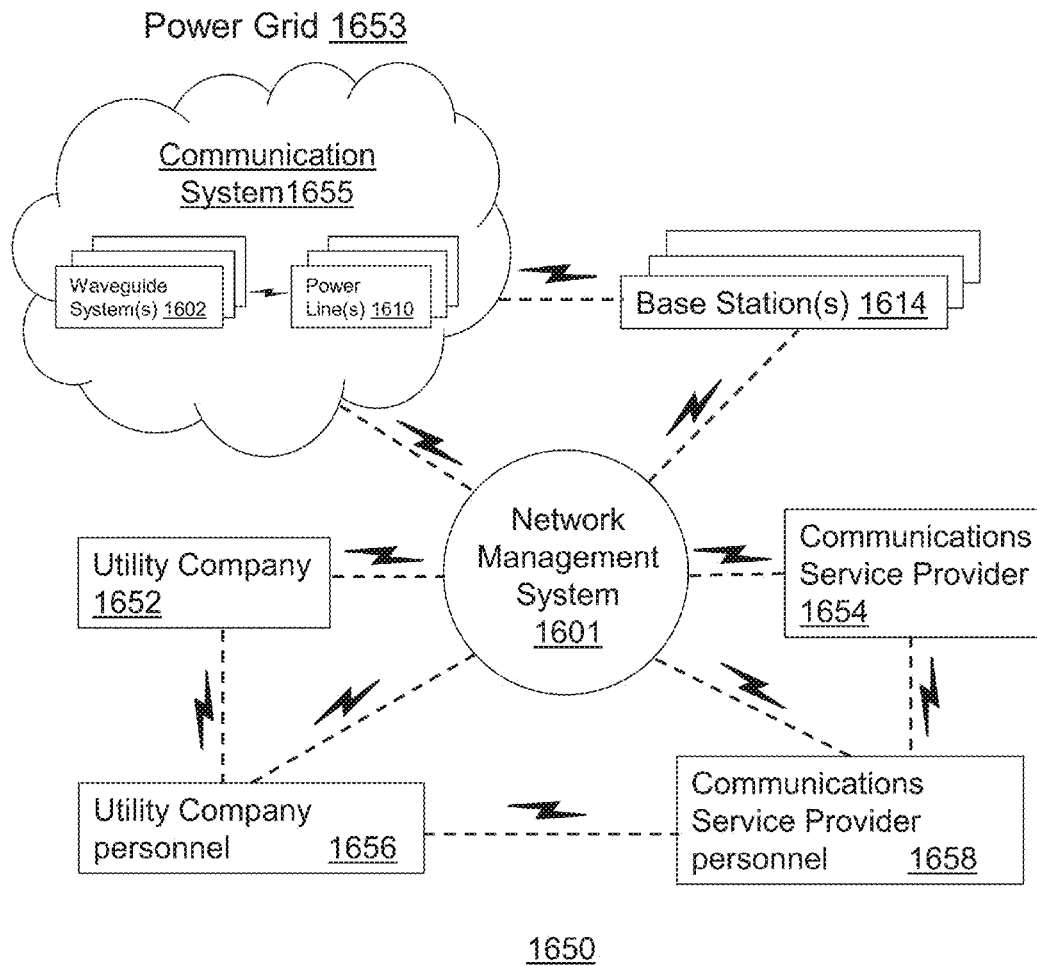 Power Grid 1653
Communication
System1655
Waveguide
System(s) 1602
Power
Line(s) 1610
Base Station(s) 1614
Network
Management
System
1601
Utility Company
1652
Communications
Service Provider
1654
Utility Company
personnel 1656
Communications
Service Provider
personnel 1658
1650